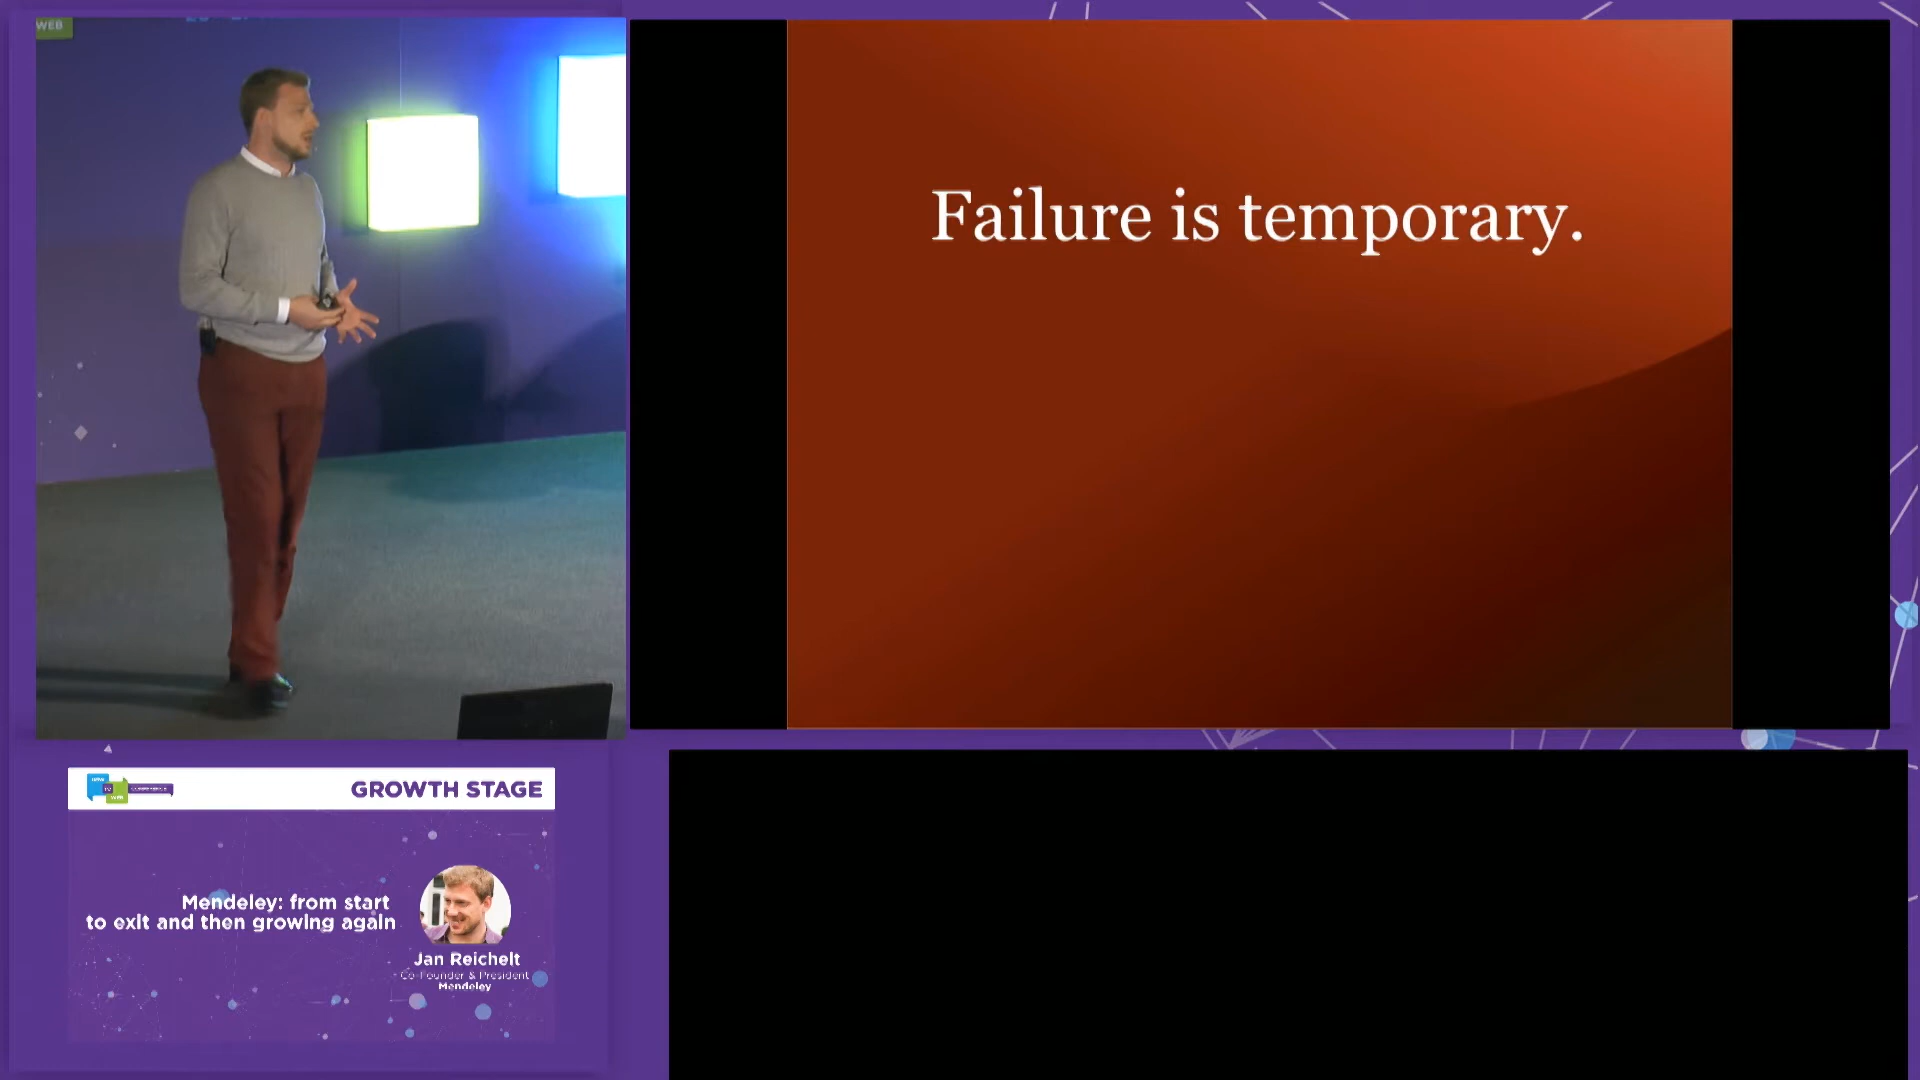 WEB
Failure is temporary.
GROWTH STAGE
Mendeley: from start
to exit and then growing again
Jan Reichelt
Co-Founder & President
Mendeley